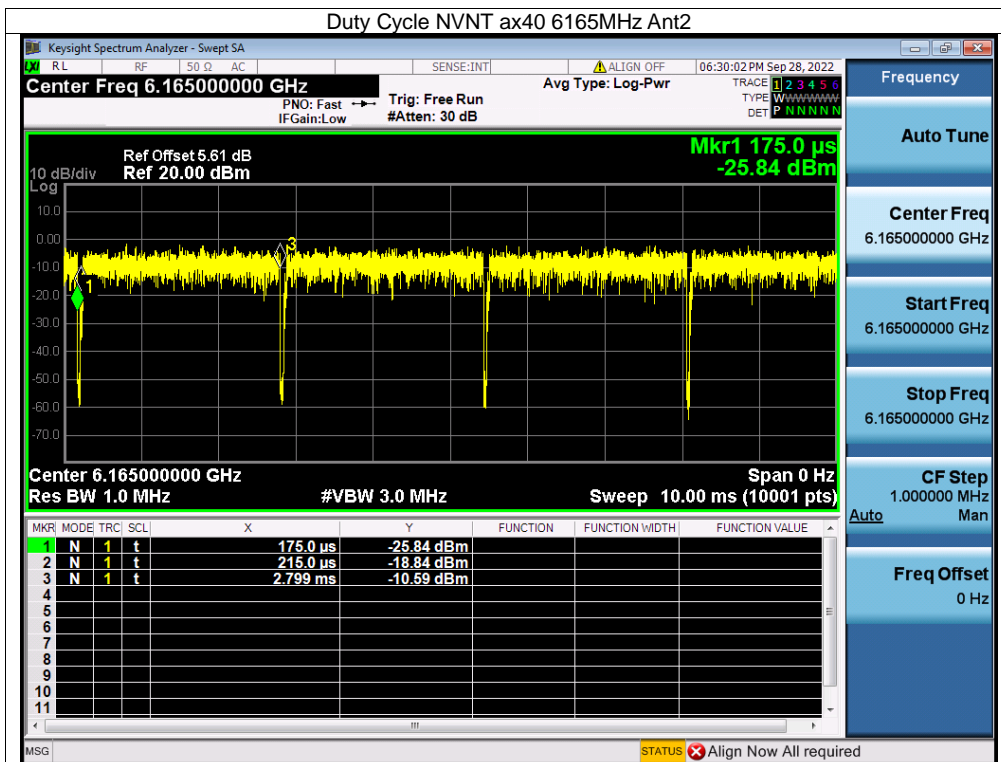 Duty Cycle NVNT ax40 6165MHz Ant2
Keysight Spectrum Analyzer - Swept SA
LXI RL RF 50 Ω AC SENSE:INT ALIGN OFF 06:30:02 PM Sep 28, 2022
Center Freq 6.165000000 GHz Avg Type: Log-Pwr TRACE 1 2 3 4 5 6
PNO: Fast Trig: Free Run TYPE WWWWWWW
IFGain:Low #Atten: 30 dB DET P N N N N N
Frequency
Mkr1 175.0 µs
-25.84 dBm
Ref Offset 5.61 dB
10 dB/div Ref 20.00 dBm
Log
10.0
0.00
-10.0
-20.0
-30.0
-40.0
-50.0
-60.0
-70.0
1
3
Center 6.165000000 GHz Span 0 Hz
Res BW 1.0 MHz #VBW 3.0 MHz Sweep 10.00 ms (10001 pts)
MKR MODE TRC SCL X Y FUNCTION FUNCTION WIDTH FUNCTION VALUE
1 N 1 t 175.0 µs -25.84 dBm
2 N 1 t 215.0 µs -18.84 dBm
3 N 1 t 2.799 ms -10.59 dBm
4
5
6
7
8
9
10
11
Auto Tune
Center Freq
6.165000000 GHz
Start Freq
6.165000000 GHz
Stop Freq
6.165000000 GHz
CF Step
1.000000 MHz
Auto Man
Freq Offset
0 Hz
MSG STATUS Align Now All required